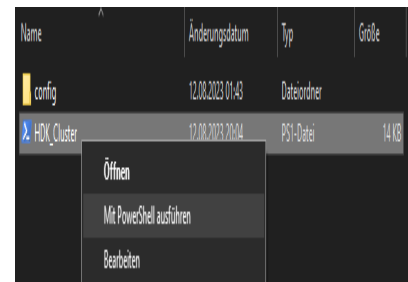 Name Änderungsdatum Typ Größe
config 12.08.2023 01:43 Dateiordner
HDK_Cluster 12.08.2023 20:04 PS1-Datei 14 KB
Öffnen
Mit PowerShell ausführen
Bearbeiten